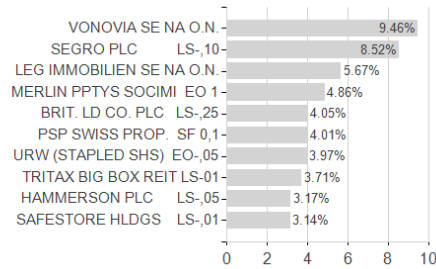 VONOVIA SE NA O.N. 9.46%
SEGRO PLC LS-,10 8.52%
LEG IMMOBILIEN SE NA O.N. 5.67%
MERLIN PPTYS SOCIMI EO 1 4.86%
BRIT. LD CO. PLC LS-,25 4.05%
PSP SWISS PROP. SF 0,1 4.01%
URW (STAPLED SHS) EO-,05 3.97%
TRITAX BIG BOX REIT LS-01 3.71%
HAMMERSON PLC LS-,05 3.17%
SAFESTORE HLDGS LS-,01 3.14%
0 2 4 6 8 10